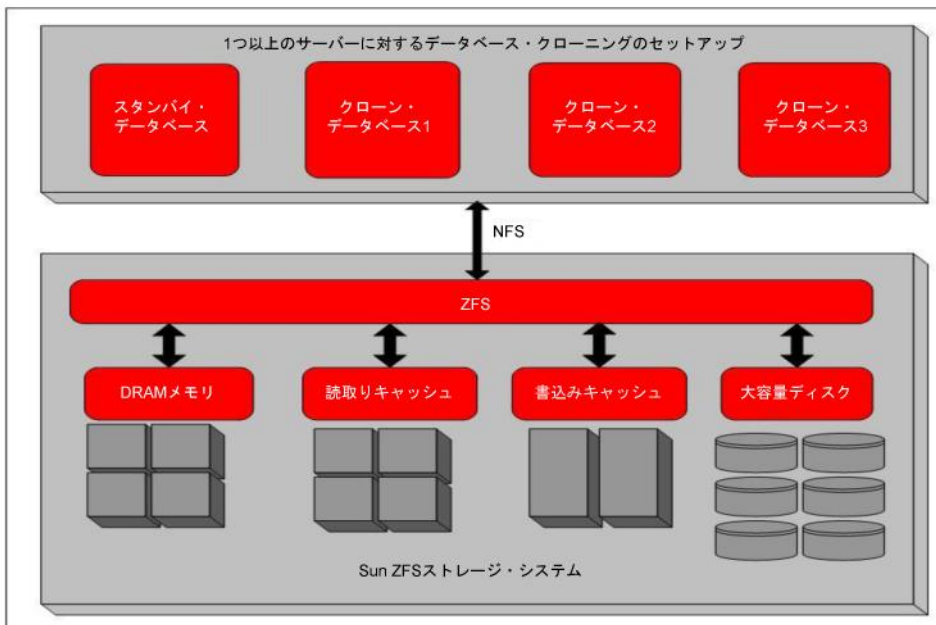 1つ以上のサーバーに対するデータベース・クローニングのセットアップ
スタンバイ・
データベース
クローン・
データベース1
クローン・
データベース2
クローン・
データベース3
NFS
ZFS
DRAMメモリ
読取りキャッシュ
書込みキャッシュ
大容量ディスク
Sun ZFSストレージ・システム